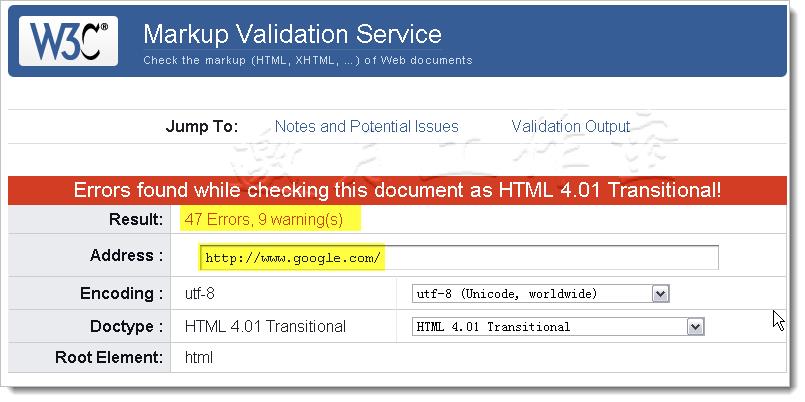 W3C®
Markup Validation Service
Check the markup (HTML, XHTML, ...) of Web documents
Jump To: Notes and Potential Issues Validation Output
Errors found while checking this document as HTML 4.01 Transitional!
Result: 47 Errors, 9 warning(s)
Address : http://www.google.com/
Encoding : utf-8 utf-8 (Unicode, worldwide)
Doctype : HTML 4.01 Transitional HTML 4.01 Transitional
Root Element: html